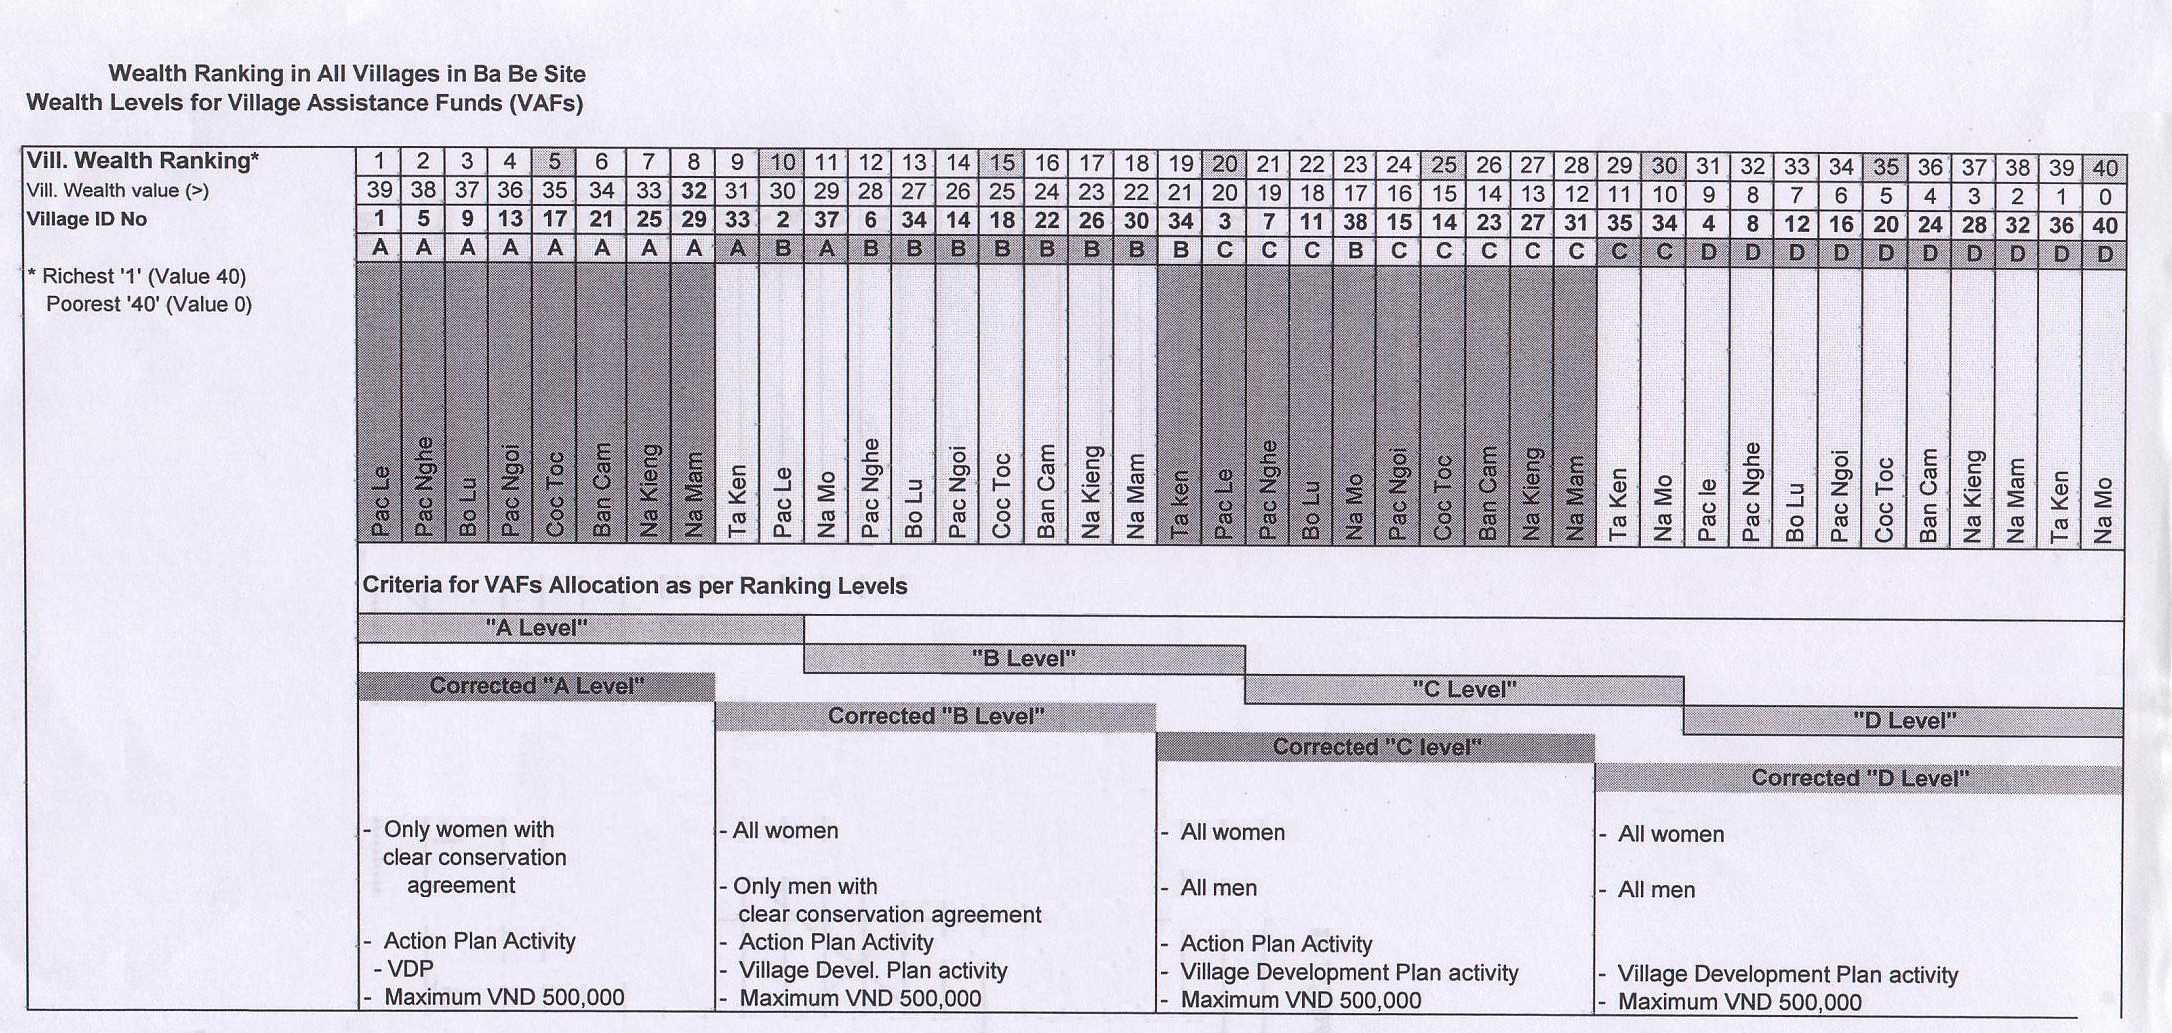 Wealth Ranking in All Villages in Ba Be Site
Wealth Levels for Village Assistance Funds (VAFs)
Vill. Wealth Ranking* 1 2 3 4 5 6 7 8 9 10 11 12 13 14 15 16 17 18 19 20 21 22 23 24 25 26 27 28 29 30 31 32 33 34 35 36 37 38 39 40
Vill. Wealth value (>) 39 38 37 36 35 34 33 32 31 30 29 28 27 26 25 24 23 22 21 20 19 18 17 16 15 14 13 12 11 10 9 8 7 6 5 4 3 2 1 0
Village ID No 1 5 9 13 17 21 25 29 33 2 37 6 34 14 18 22 26 30 34 3 7 11 38 15 14 23 27 31 35 34 4 8 12 16 20 24 28 32 36 40
A A A A A A A A A B A B B B B B B B B C C C B C C C C C C C D D D D D D D D D D
* Richest '1' (Value 40)
Poorest '40' (Value 0)
Pac Le
Pac Nghe
Bo Lu
Pac Ngoi
Coc Toc
Ban Cam
Na Kieng
Na Mam
Ta Ken
Pac Le
Na Mo
Pac Nghe
Bo Lu
Pac Ngoi
Coc Toc
Ban Cam
Na Kieng
Na Mam
Ta Ken
Pac Le
Pac Nghe
Bo Lu
Na Mo
Pac Ngoi
Coc Toc
Ban Cam
Na Kieng
Na Mam
Ta Ken
Na Mo
Pac le
Pac Nghe
Bo Lu
Pac Ngoi
Coc Toc
Ban Cam
Na Kieng
Na Mam
Ta Ken
Na Mo
Criteria for VAFs Allocation as per Ranking Levels
"A Level"
"B Level"
"C Level"
"D Level"
Corrected "A Level"
Corrected "B Level"
Corrected "C level"
Corrected "D Level"
- Only women with
clear conservation
agreement
- Action Plan Activity
- VDP
- Maximum VND 500,000
- All women
- Only men with
clear conservation agreement
- Action Plan Activity
- Village Devel. Plan activity
- Maximum VND 500,000
- All women
- All men
- Action Plan Activity
- Village Development Plan activity
- Maximum VND 500,000
- All women
- All men
- Village Development Plan activity
- Maximum VND 500,000